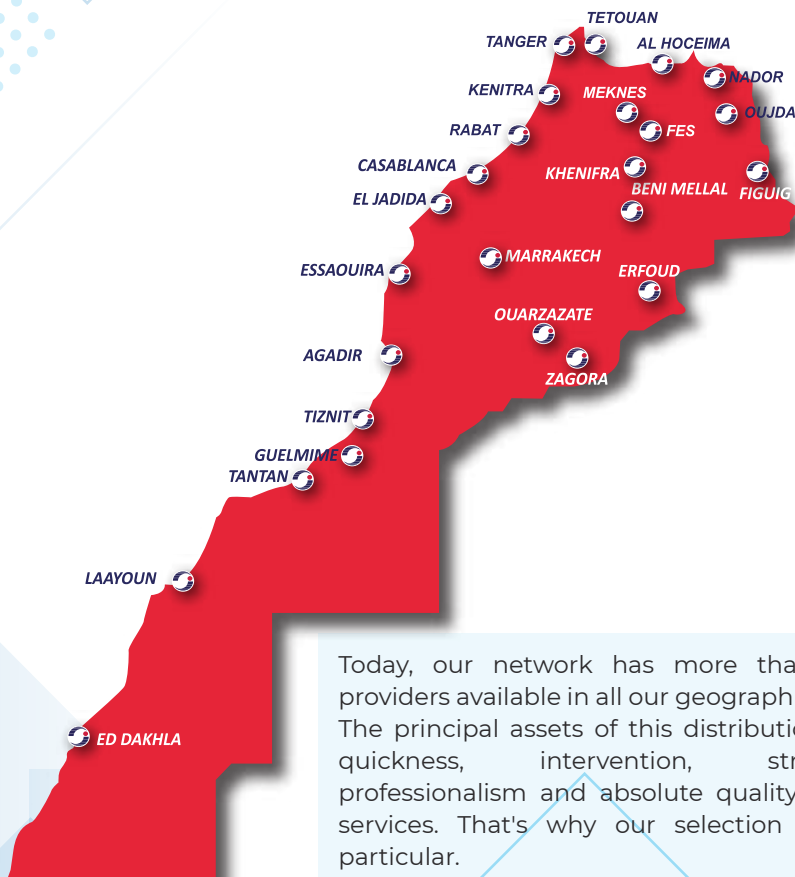 TETOUAN
TANGER
AL HOCEIMA
NADOR
KENITRA
MEKNES
OUJDA
RABAT
FES
CASABLANCA
KHENIFRA
BENI MELLAL
FIGUIG
EL JADIDA
MARRAKECH
ESSAOUIRA
ERFOUD
OUARZAZATE
AGADIR
ZAGORA
TIZNIT
GUELMIME
TANTAN
LAAYOUN
ED DAKHLA
Today, our network has more tha
providers available in all our geograph
The principal assets of this distributi
quickness, intervention, str
professionalism and absolute quality
services. That's why our selection
particular.